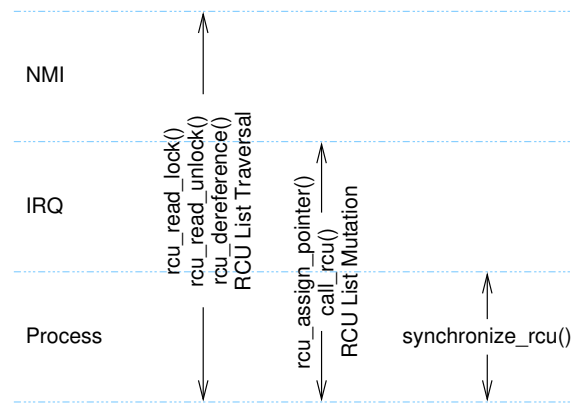 NMI
rcu_read_lock()
rcu_read_unlock()
rcu_dereference()
RCU List Traversal
IRQ
rcu_assign_pointer()
call_rcu()
RCU List Mutation
Process
synchronize_rcu()